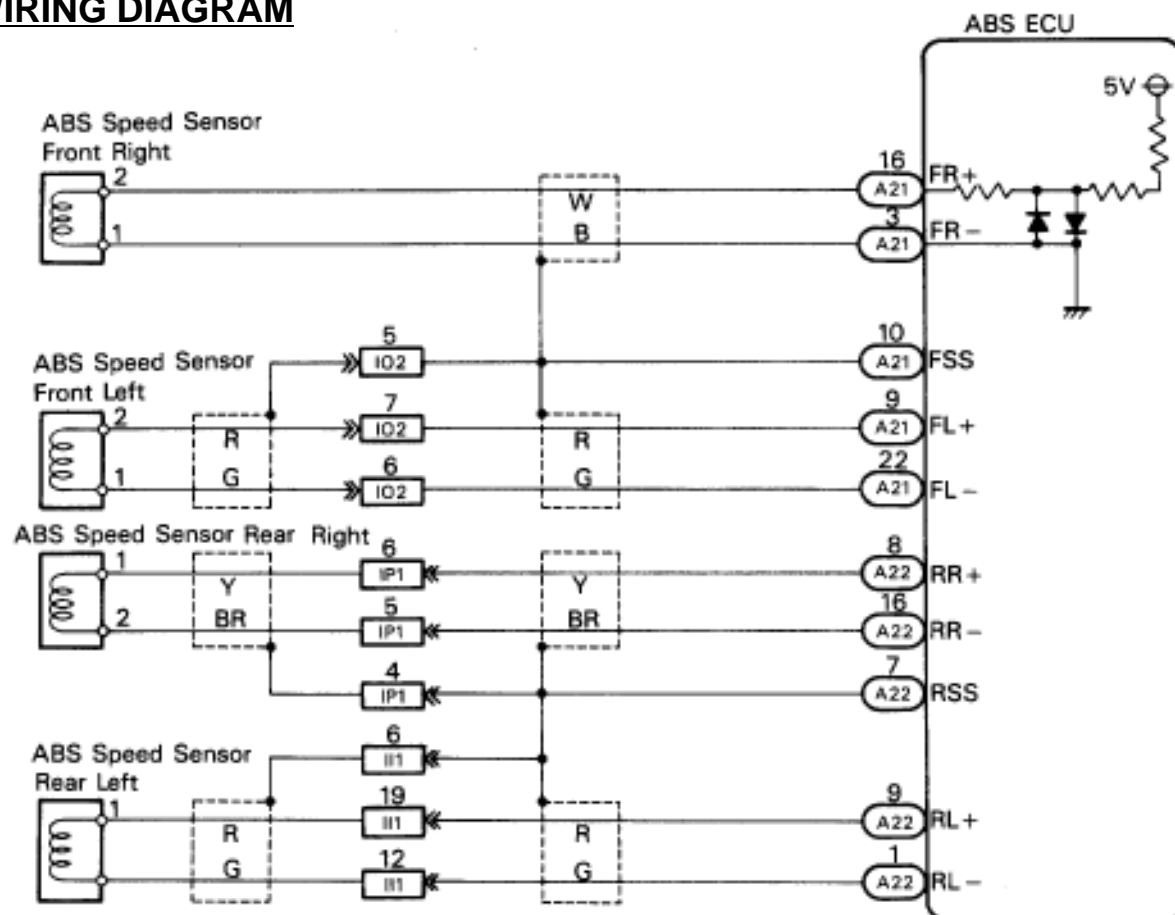 WIRING DIAGRAM
ABS ECU
5V
ABS Speed Sensor
Front Right
2
1
W
B
16
A21
FR+
3
A21
FR-
ABS Speed Sensor
Front Left
2
1
R
G
5
IO2
7
IO2
6
IO2
R
G
10
A21
FSS
9
A21
FL+
22
A21
FL-
ABS Speed Sensor Rear Right
1
2
Y
BR
6
IP1
5
IP1
4
IP1
Y
BR
8
A22
RR+
16
A22
RR-
7
A22
RSS
ABS Speed Sensor
Rear Left
1
R
G
6
II1
19
II1
12
II1
R
G
9
A22
RL+
1
A22
RL-